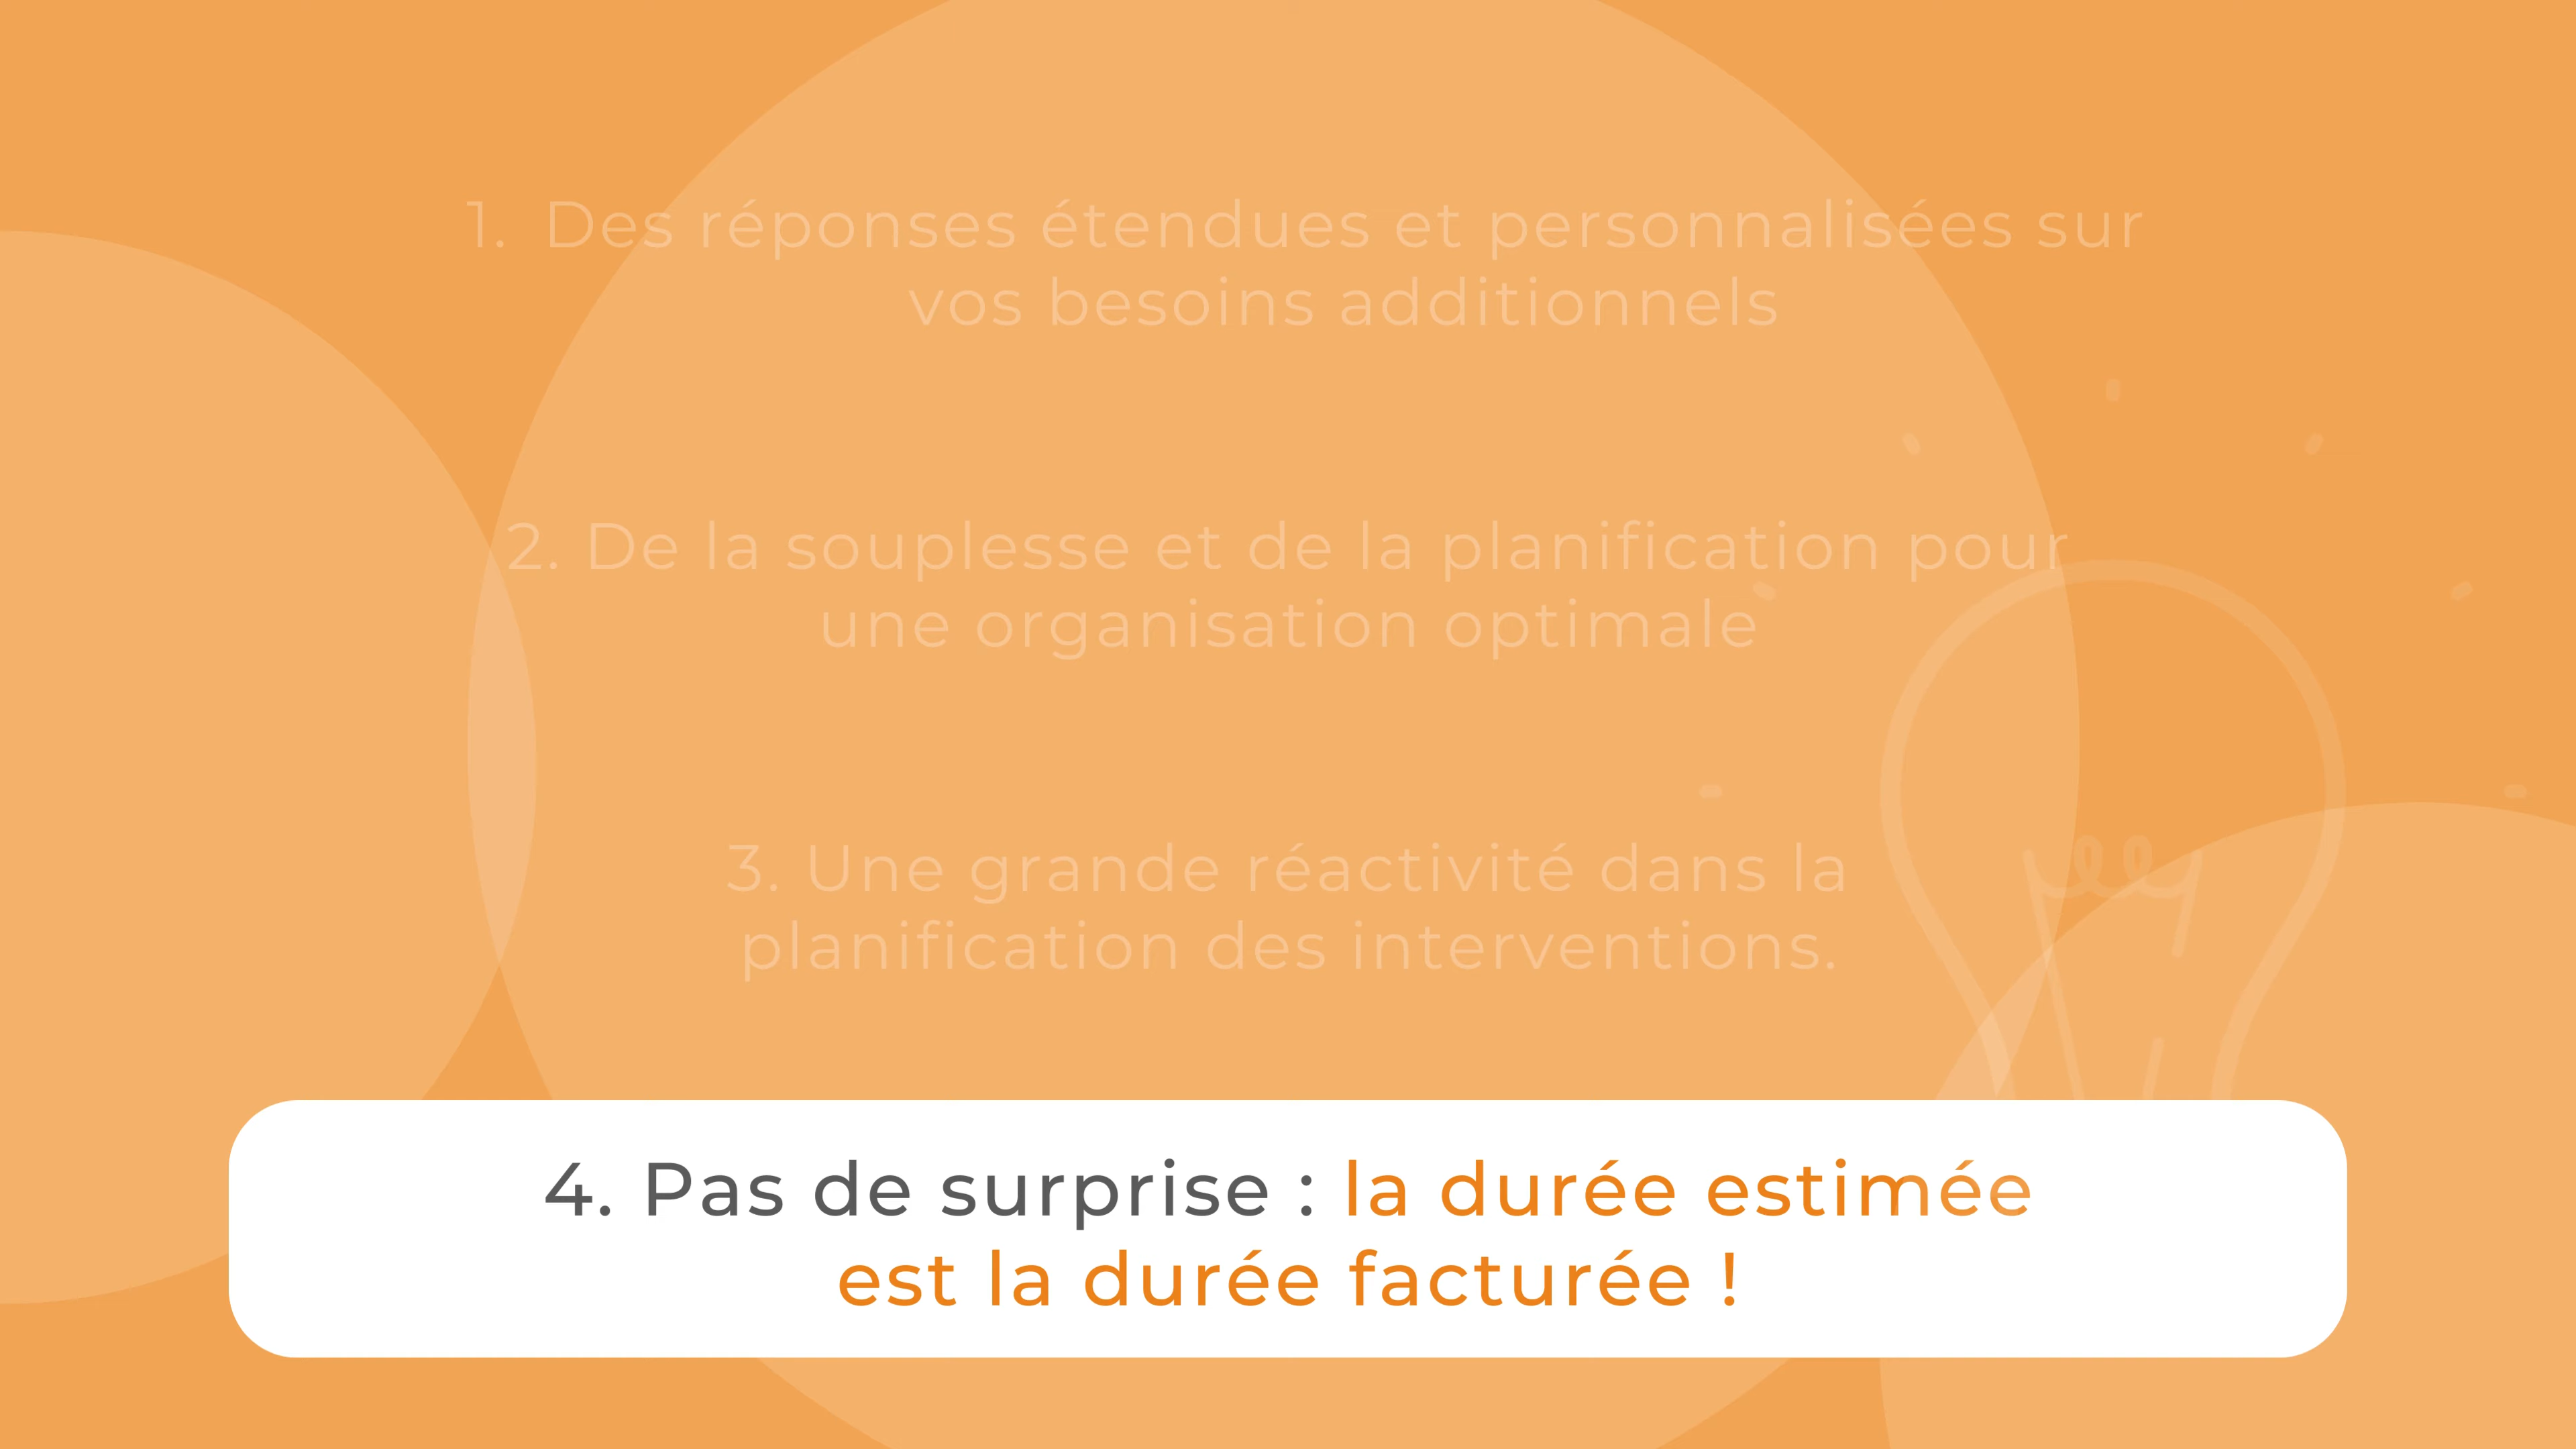 1. Des réponses étendues et personnalisées sur
vos besoins additionnels
2. De la souplesse et de la planification pour
une organisation optimale
3. Une grande réactivité dans la
planification des interventions.
4. Pas de surprise : la durée estimée
est la durée facturée !